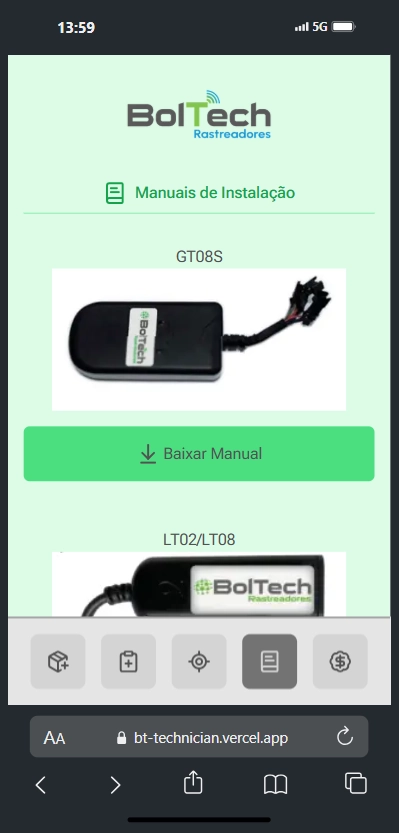 13:59
5G
BolTech
Rastreadores
Manuais de Instalação
GT08S
BolTech
Baixar Manual
LT02/LT08
BolTech
Rastreadores
AA
bt-technician.vercel.app